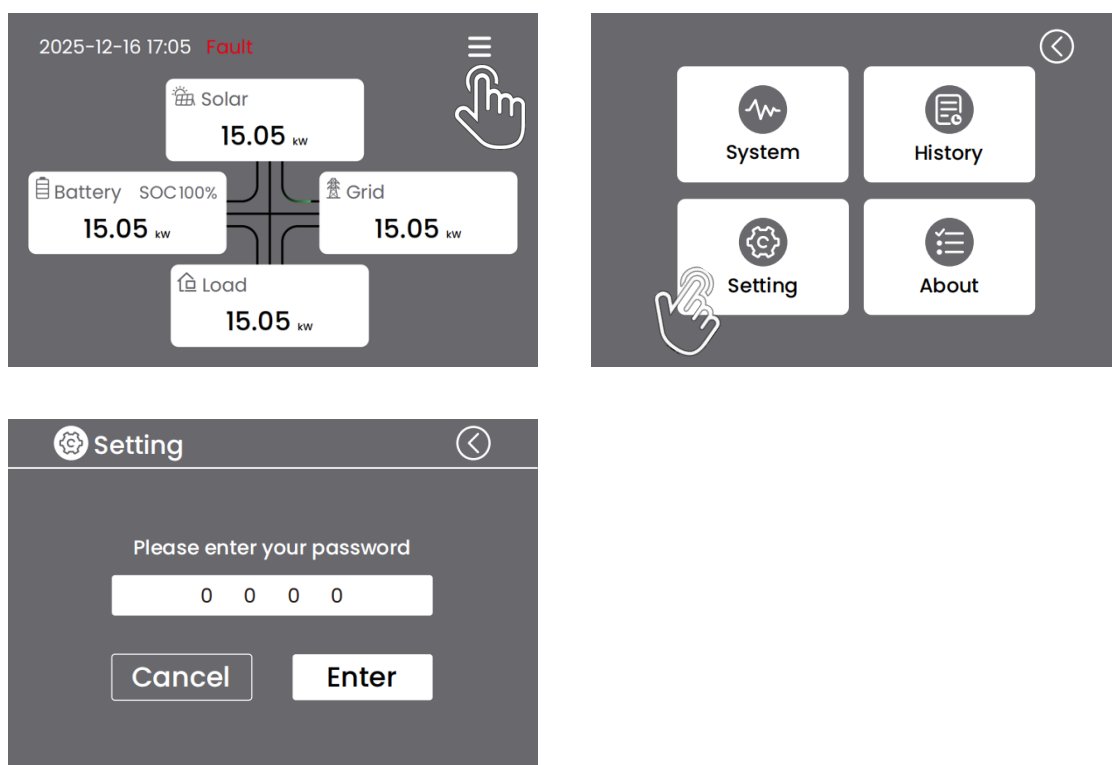 2025-12-16 17:05 Fault
Solar
15.05 kW
Battery SOC100%
15.05 kW
Grid
15.05 kW
Load
15.05 kW
System
History
Setting
About
Setting
Please enter your password
0 0 0 0
Cancel
Enter